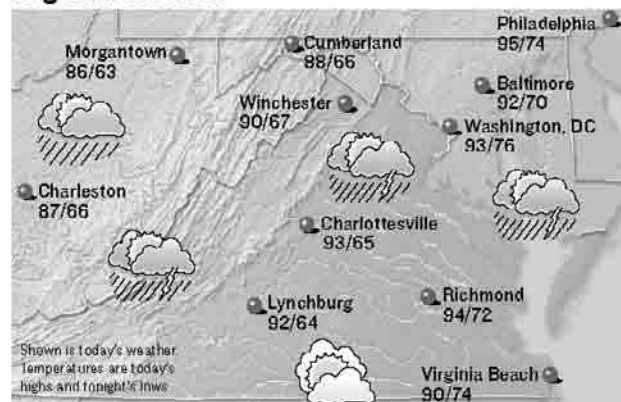 Philadelphia
95/74
Morgantown
86/63
Cumberland
88/66
Baltimore
92/70
Winchester
90/67
Washington, DC
93/76
Charleston
87/66
Charlottesville
93/65
Lynchburg
92/64
Richmond
94/72
Shown is today's weather.
Temperatures are today's
highs and tonight's lows
Virginia Beach
90/74